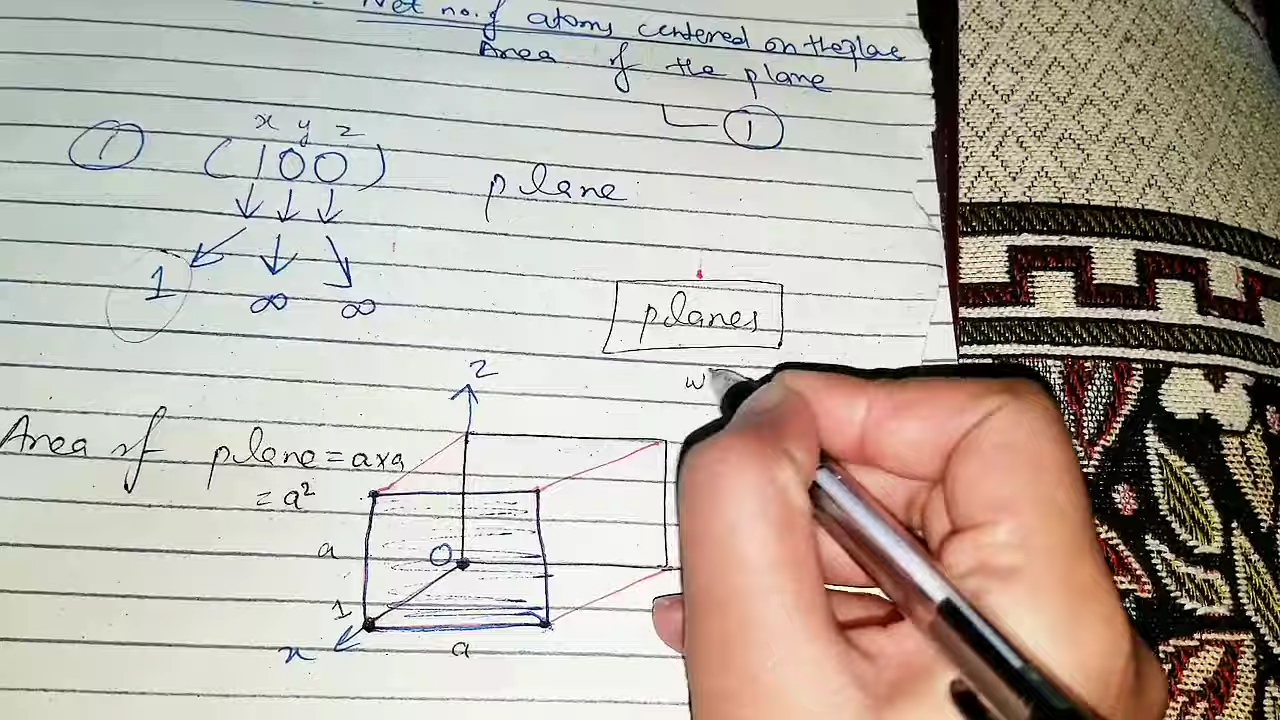 Net no. of atoms centered on the plae
Area of the plane
1
1
x y z
(100) plane
1 ∞ ∞
planes
w
z
Area of plane = a×a
= a²
a
O
1
x
a